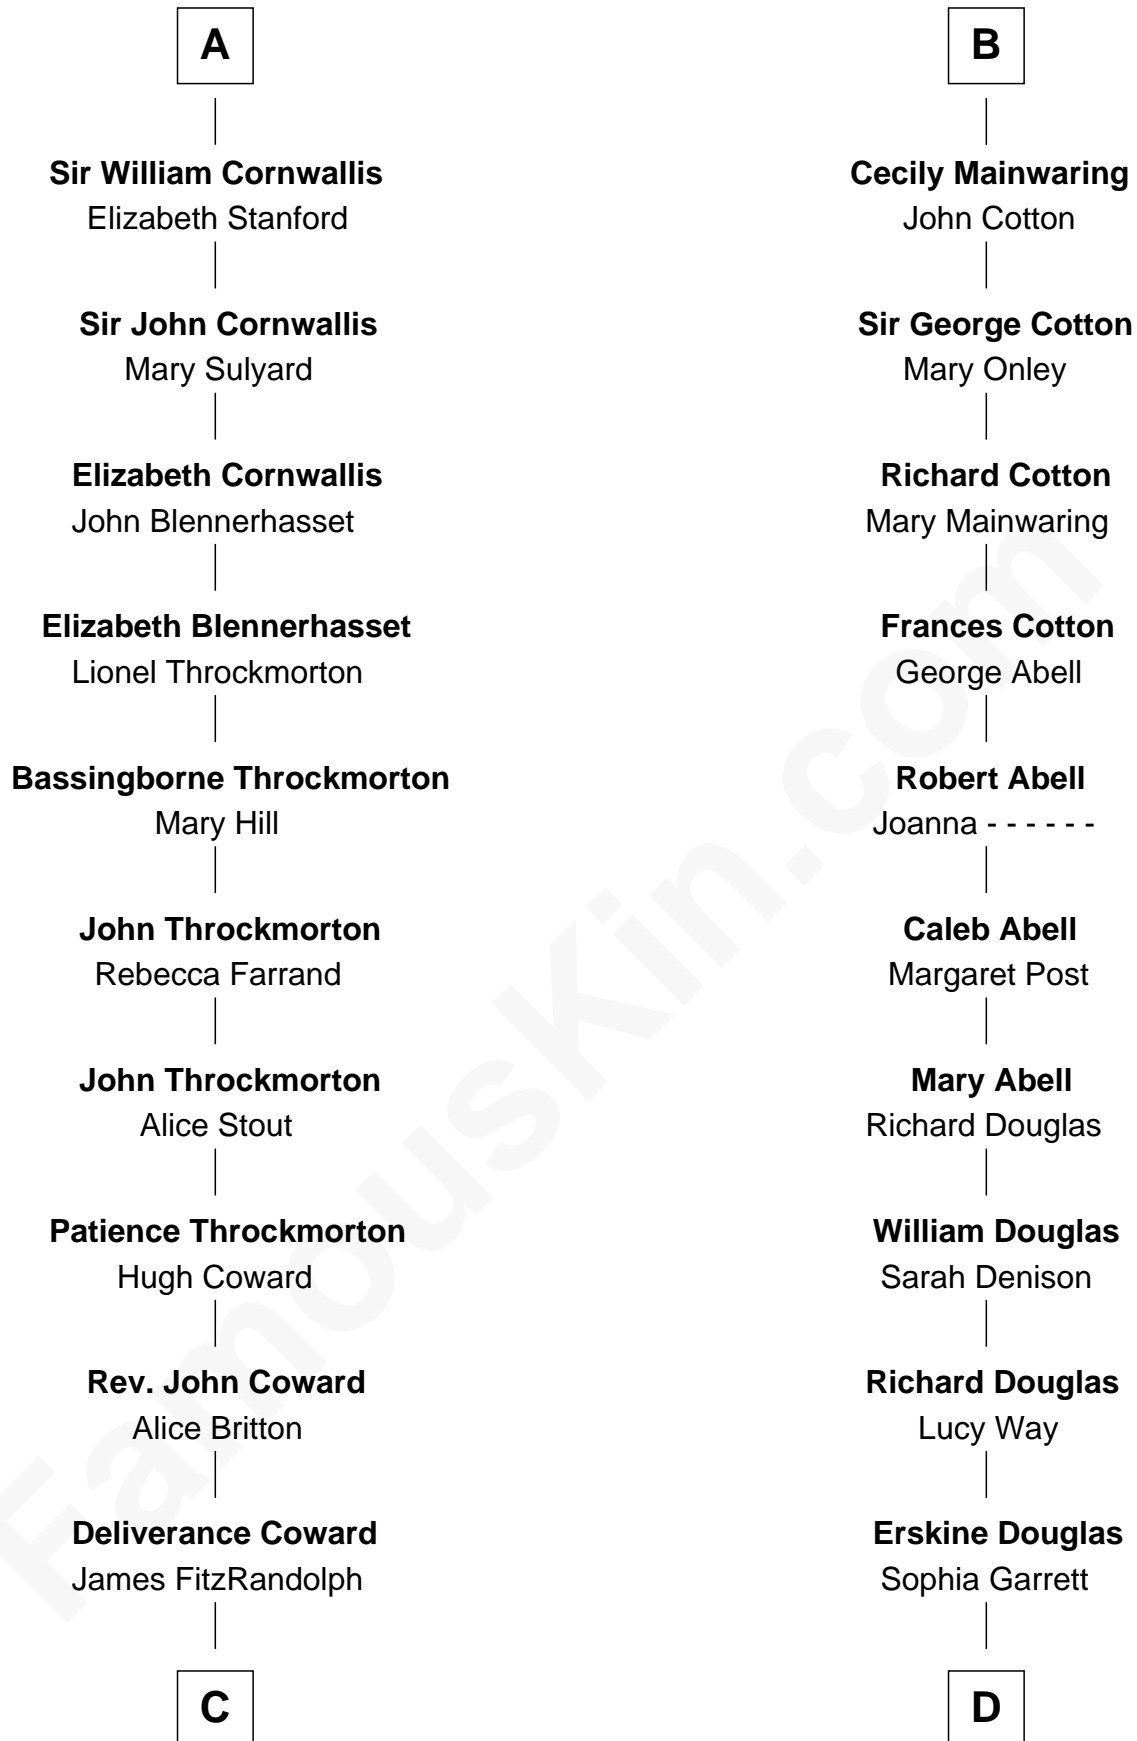 A
Sir William Cornwallis
Elizabeth Stanford
Sir John Cornwallis
Mary Sulyard
Elizabeth Cornwallis
John Blennerhasset
Elizabeth Blennerhasset
Lionel Throckmorton
Bassingborne Throckmorton
Mary Hill
John Throckmorton
Rebecca Farrand
John Throckmorton
Alice Stout
Patience Throckmorton
Hugh Coward
Rev. John Coward
Alice Britton
Deliverance Coward
James FitzRandolph
C
B
Cecily Mainwaring
John Cotton
Sir George Cotton
Mary Onley
Richard Cotton
Mary Mainwaring
Frances Cotton
George Abell
Robert Abell
Joanna - - - - - -
Caleb Abell
Margaret Post
Mary Abell
Richard Douglas
William Douglas
Sarah Denison
Richard Douglas
Lucy Way
Erskine Douglas
Sophia Garrett
D
FamousKin.com